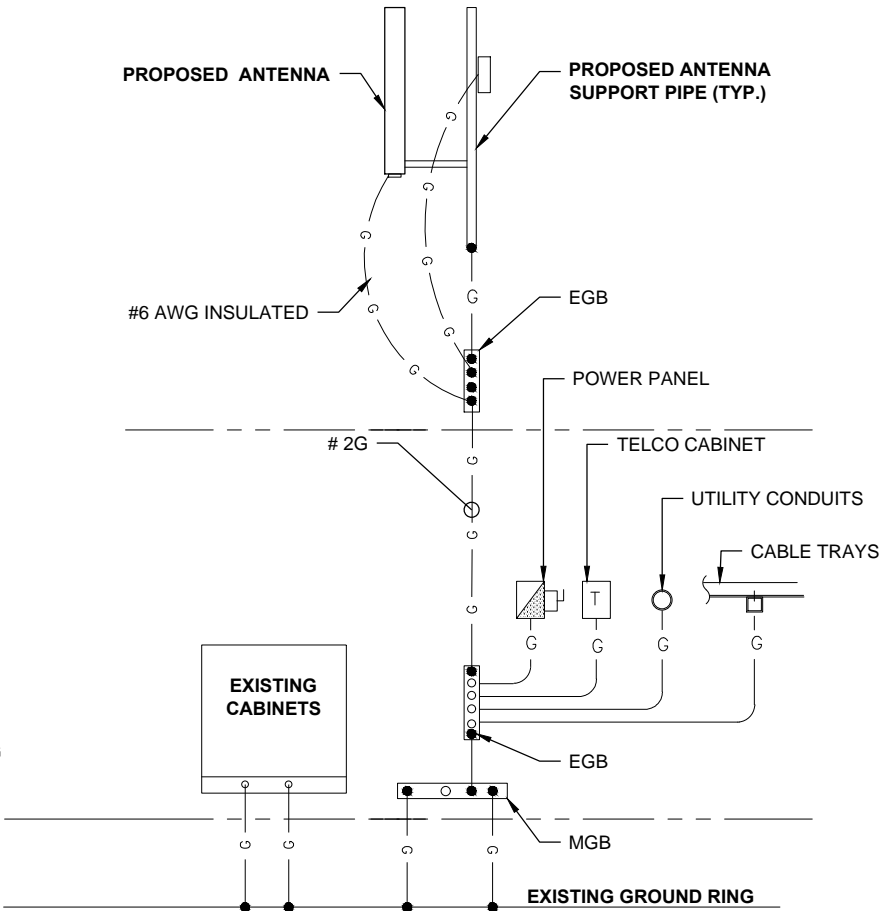 PROPOSED ANTENNA
PROPOSED ANTENNA
SUPPORT PIPE (TYP.)
G
G
G
G
G
G
G
#6 AWG INSULATED
G
EGB
G
G
POWER PANEL
# 2G
TELCO CABINET
G
UTILITY CONDUITS
G
CABLE TRAYS
T
G
G
G
G
G
EXISTING
CABINETS
EGB
MGB
G
G
G
G
EXISTING GROUND RING